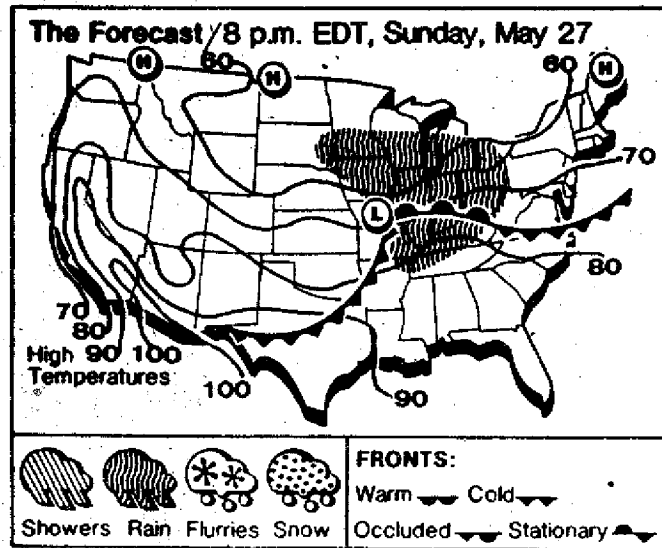 The Forecast/8 p.m. EDT, Sunday, May 27
H
60
H
60
H
70
L
80
70
80
High 90 100
Temperatures
100
90
Showers Rain Flurries Snow
FRONTS:
Warm Cold
Occluded Stationary